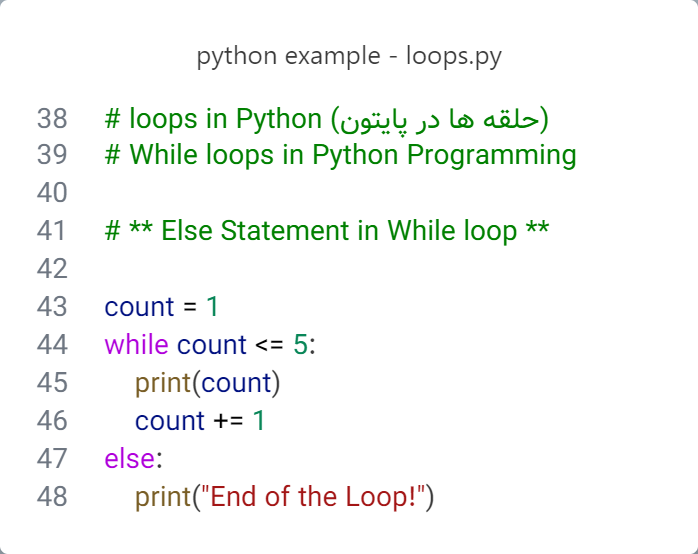 python example - loops.py
38 # loops in Python (حلقه ها در پایتون)
39 # While loops in Python Programming
40
41 # ** Else Statement in While loop **
42
43 count = 1
44 while count <= 5:
45     print(count)
46     count += 1
47 else:
48     print("End of the Loop!")